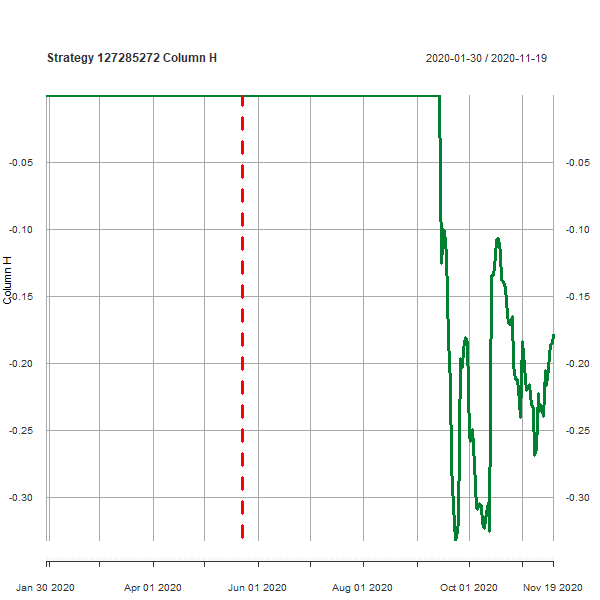 Strategy 127285272 Column H
2020-01-30 / 2020-11-19
-0.05
-0.05
-0.10
-0.10
-0.15
-0.15
-0.20
-0.20
-0.25
-0.25
-0.30
-0.30
Column H
Jan 30 2020
Apr 01 2020
Jun 01 2020
Aug 01 2020
Oct 01 2020
Nov 19 2020